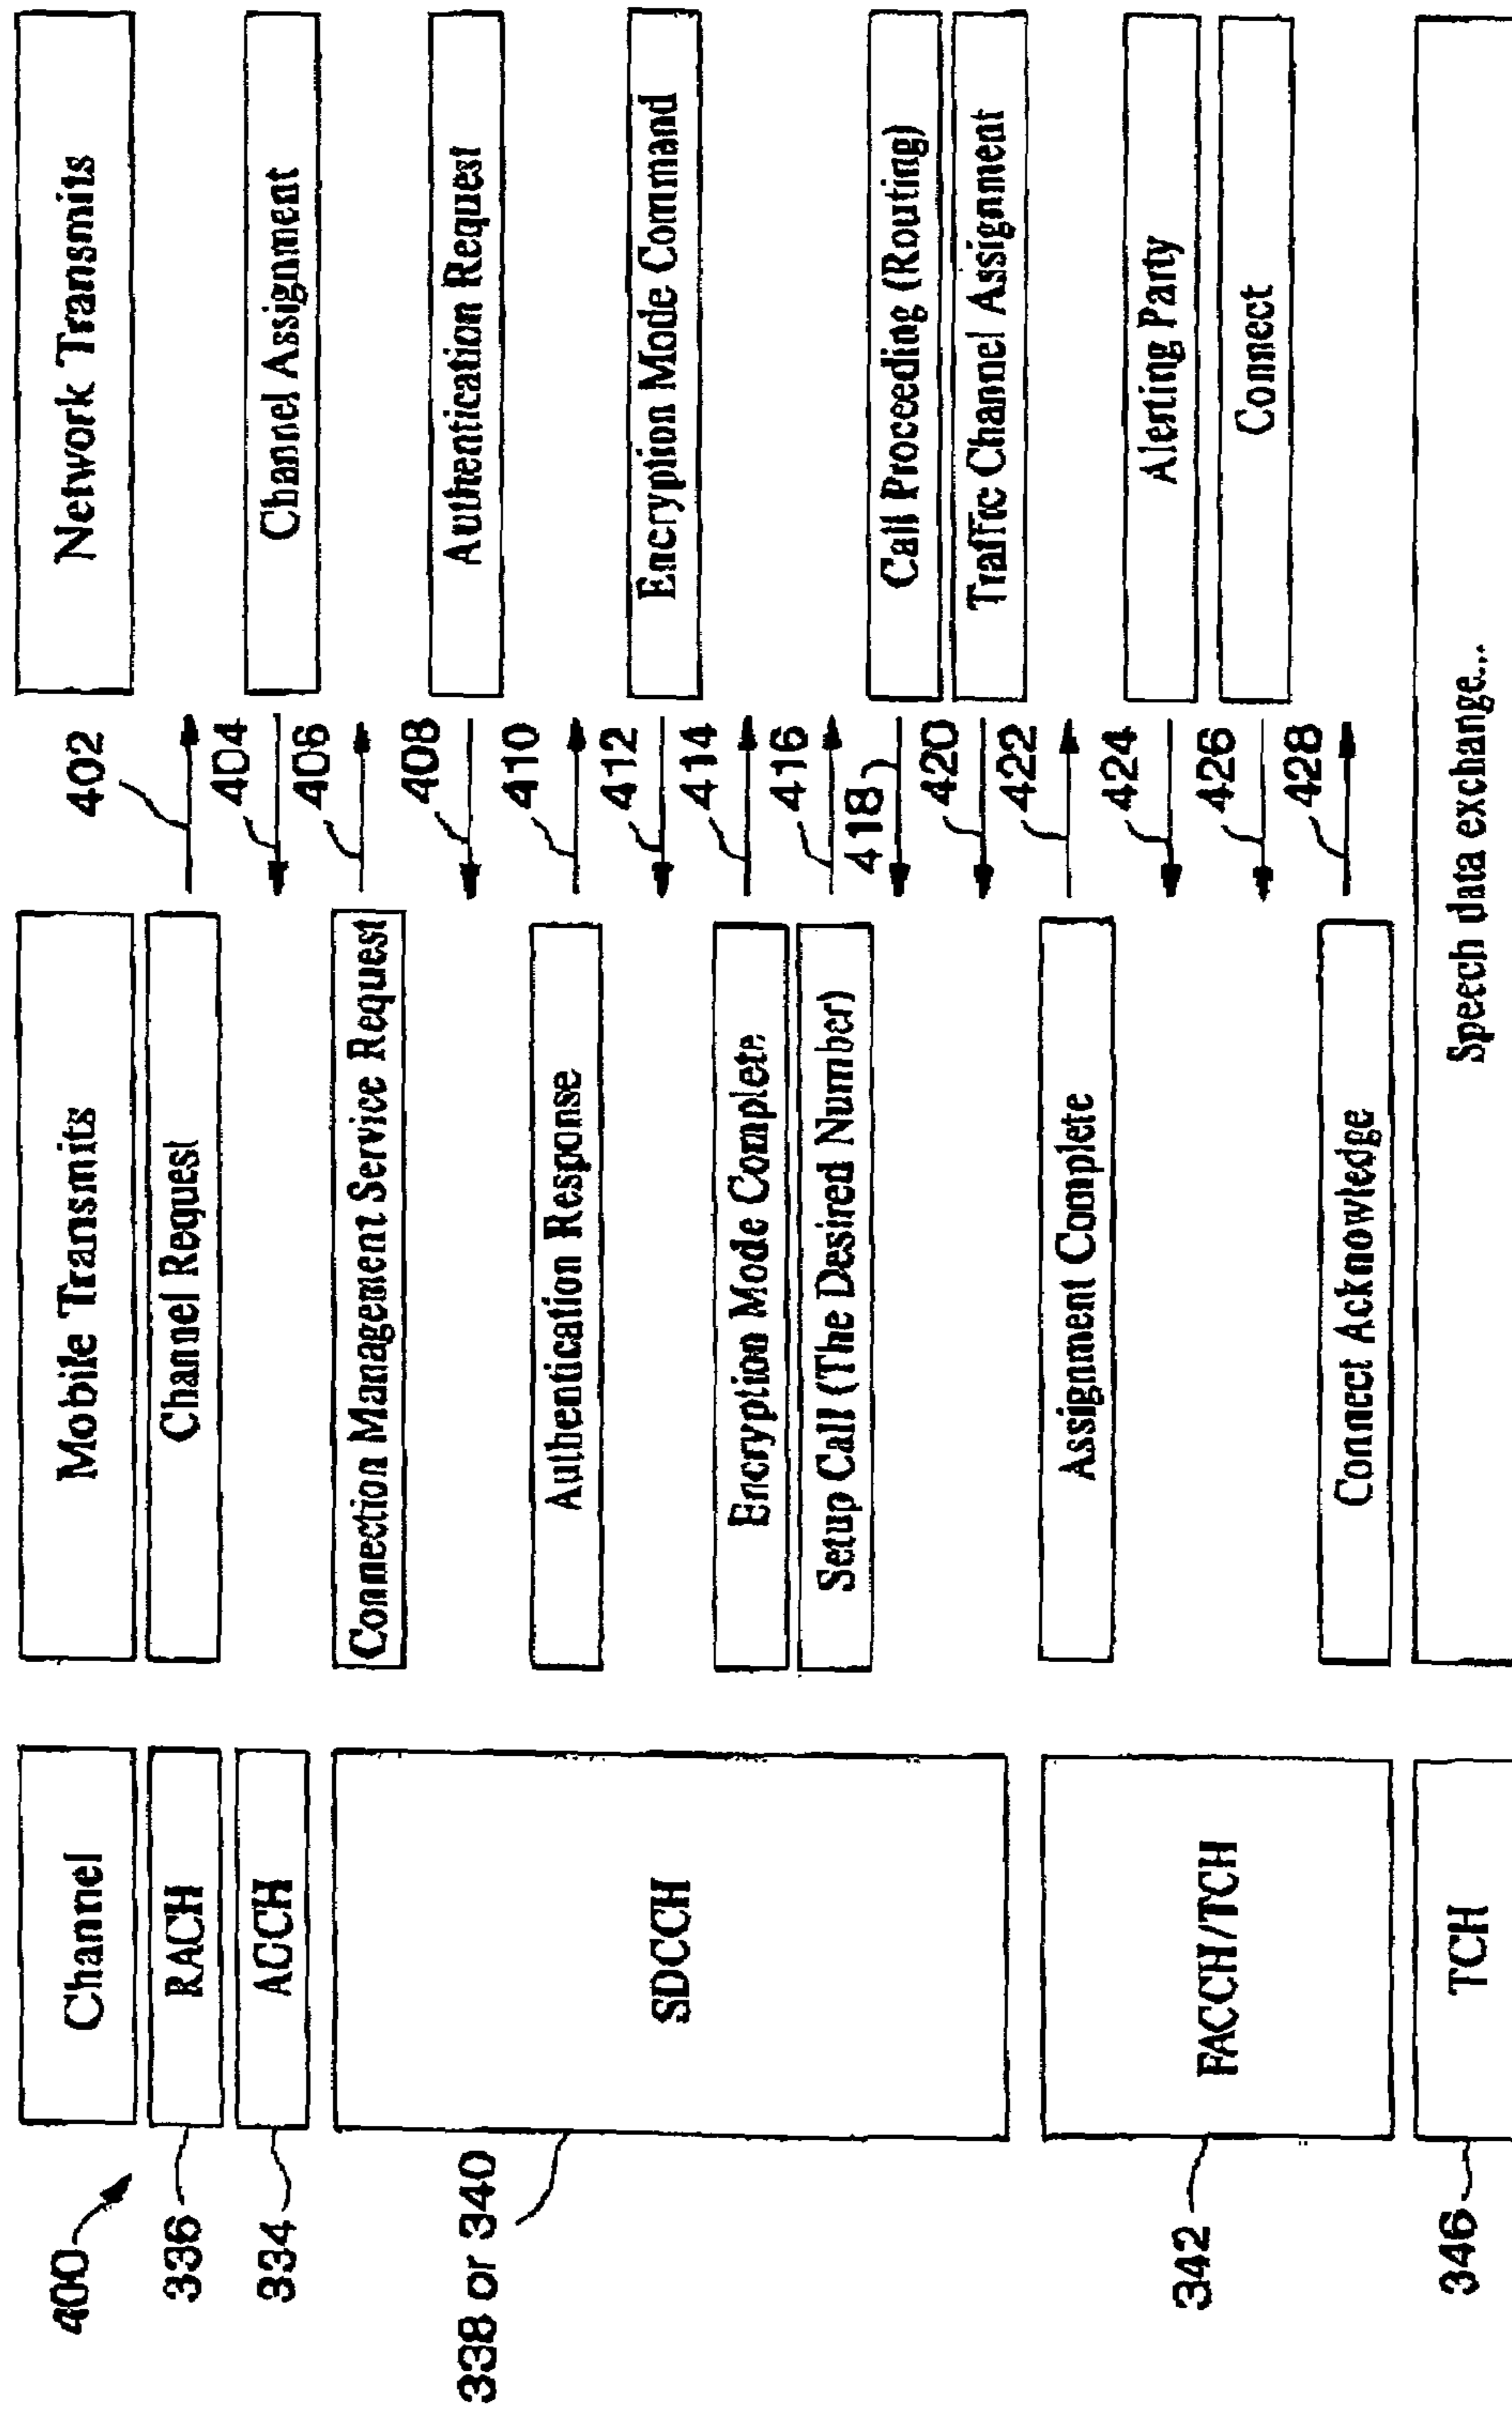 400
Channel
Mobile Transmits
Network Transmits
336
RACH
Channel Request
402
334
AGCH
404
Channel Assignment
338 or 340
SDCCH
Connection Management Service Request
406
408
Authentication Request
Authentication Response
410
412
Encryption Mode Command
Encryption Mode Complete
414
Setup Call (The Desired Number)
416
418
Call Proceeding (Routing)
420
Traffic Channel Assignment
342
FACCH/TCH
Assignment Complete
422
424
Alerting Party
426
Connect
Connect Acknowledge
428
346
TCH
Speech data exchange...